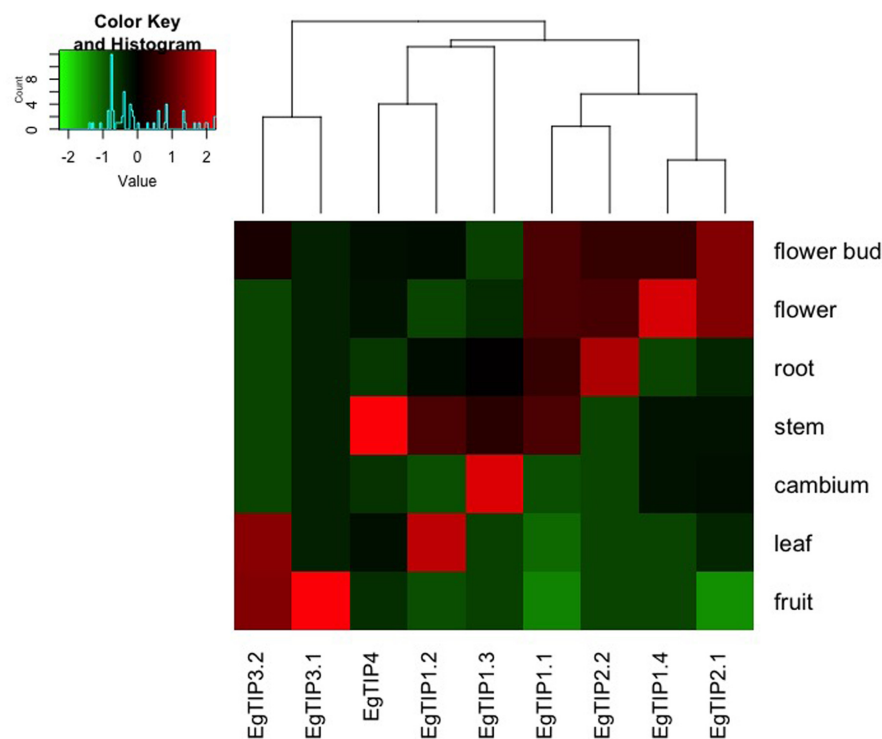 Color Key
and Histogram
Count
0 4 8
-2 -1 0 1 2
Value
flower bud
flower
root
stem
cambium
leaf
fruit
EgTIP3.2 EgTIP3.1 EgTIP4 EgTIP1.2 EgTIP1.3 EgTIP1.1 EgTIP2.2 EgTIP1.4 EgTIP2.1